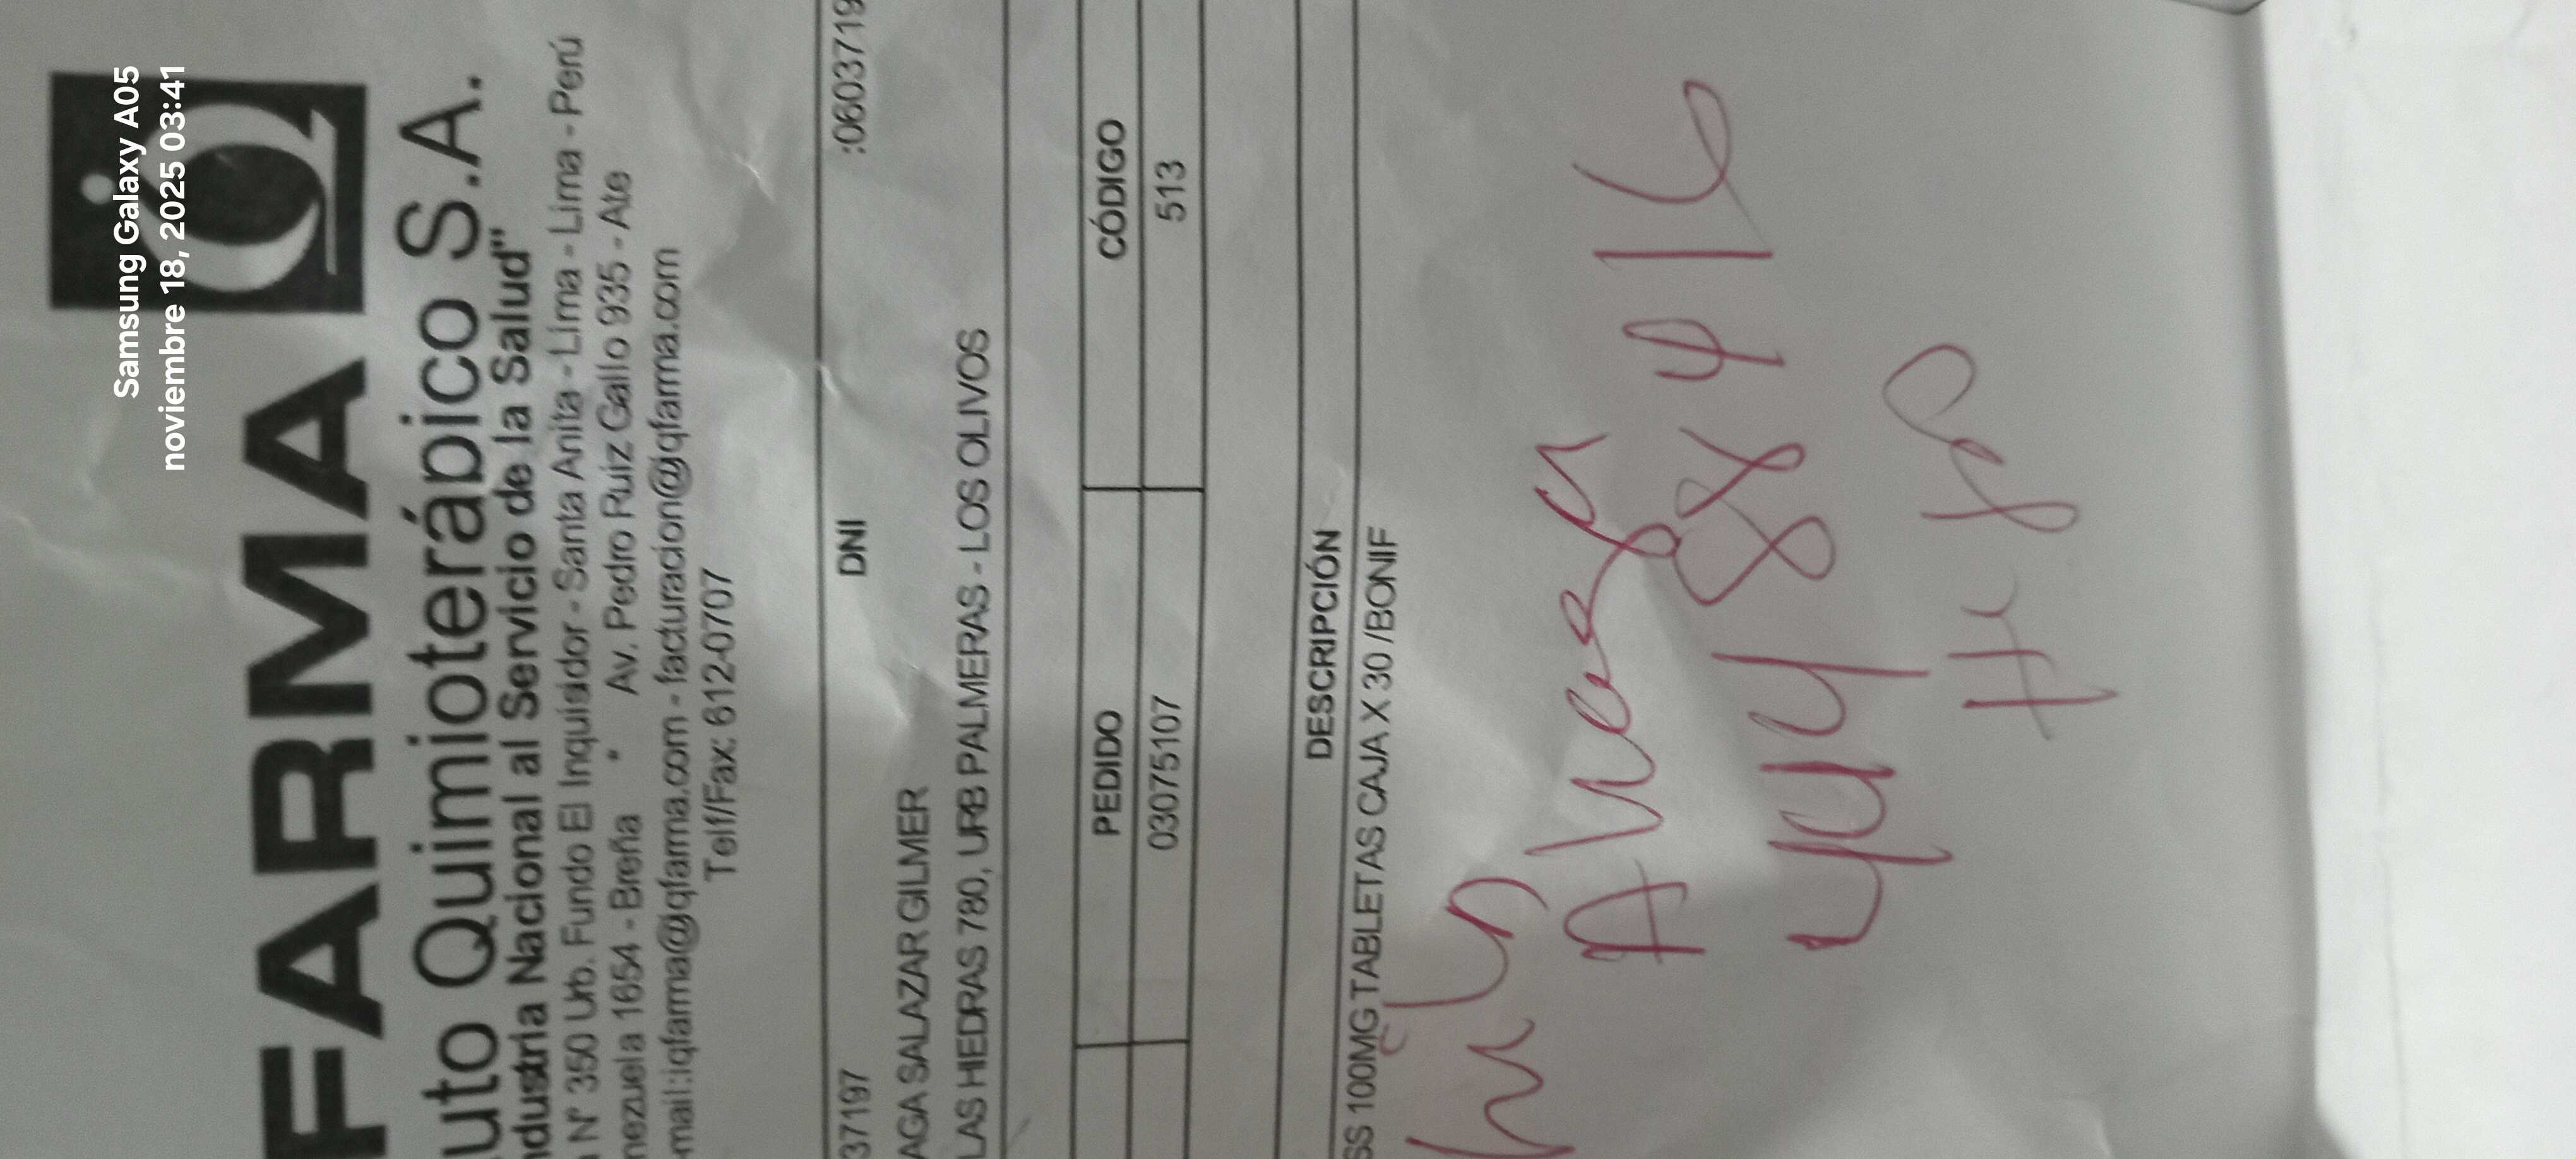 Samsung Galaxy A05
noviembre 18, 2025 03:41
FARMA
uto Quimioterápico S.A.
ndustria Nacional al Servicio de la Salud"
N° 350 Urb. Fundo El Inquisidor - Santa Anita - Lima - Lima - Perú
nezuela 1654 - Breña * Av. Pedro Ruiz Gallo 935 - Ate
-mail:iqfarma@iqfarma.com - facturacion@iqfarma.com
Telf/Fax: 612-0707
37197 DNI :0603719
AGA SALAZAR GILMER
LAS HIEDRAS 780, URB PALMERAS - LOS OLIVOS
PEDIDO CÓDIGO
03075107 513
DESCRIPCIÓN
SS 100MG TABLETAS CAJA X 30 /BONIF
44488416